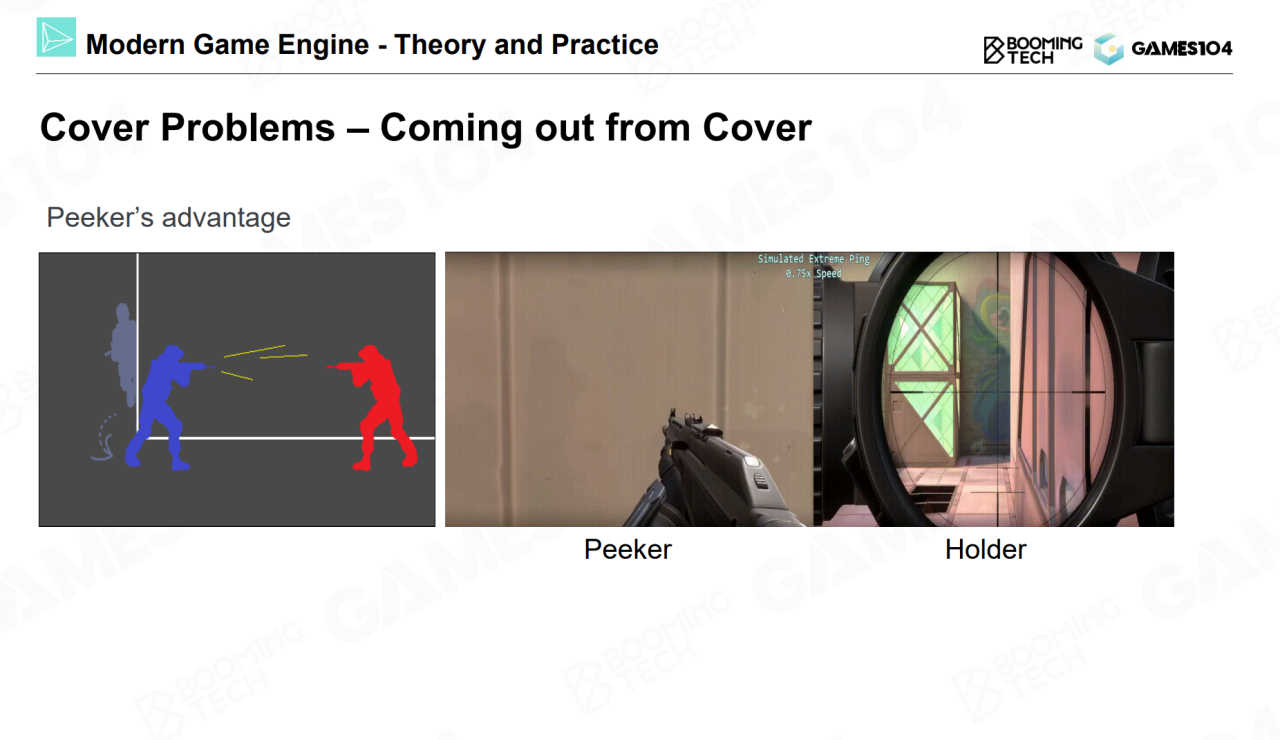 Modern Game Engine - Theory and Practice
BOOMING
TECH
GAMES104
Cover Problems – Coming out from Cover
Peeker’s advantage
Simulated Extreme Ping
0.75x Speed
Peeker
Holder